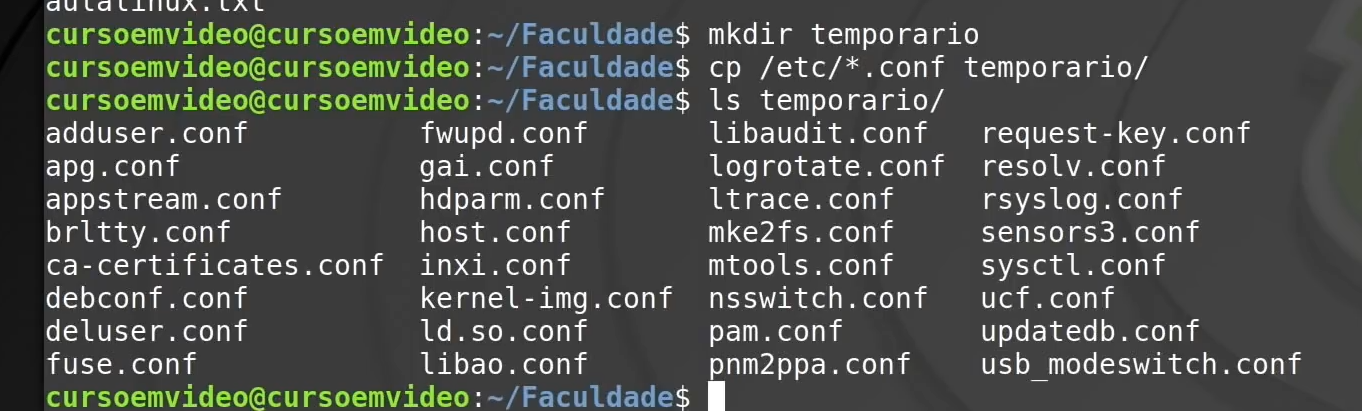 aulalinux.txt
cursoemvideo@cursoemvideo:~/Faculdade$ mkdir temporario
cursoemvideo@cursoemvideo:~/Faculdade$ cp /etc/*.conf temporario/
cursoemvideo@cursoemvideo:~/Faculdade$ ls temporario/
adduser.conf fwupd.conf libaudit.conf request-key.conf
apg.conf gai.conf logrotate.conf resolv.conf
appstream.conf hdparm.conf ltrace.conf rsyslog.conf
brltty.conf host.conf mke2fs.conf sensors3.conf
ca-certificates.conf inxi.conf mtools.conf sysctl.conf
debconf.conf kernel-img.conf nsswitch.conf ucf.conf
deluser.conf ld.so.conf pam.conf updatedb.conf
fuse.conf libao.conf pnm2ppa.conf usb_modeswitch.conf
cursoemvideo@cursoemvideo:~/Faculdade$